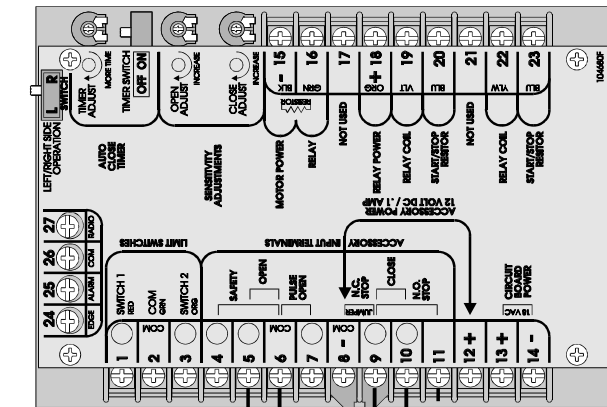 15 - BLK
16 GRN
17
18 + ORG
19 VLT
20 BLU
21
22 YLW
23 BLU
104680F
L R
SWITCH
LEFT/RIGHT SIDE
OPERATION
TIMER
ADJUST
MORE TIME
TIMER SWITCH
OFF ON
OPEN
ADJUST
INCREASE
CLOSE
ADJUST
INCREASE
RESISTOR
AUTO
CLOSE
TIMER
SENSITIVITY
ADJUSTMENTS
MOTOR POWER
RELAY
NOT USED
RELAY POWER
RELAY COIL
START/STOP
RESITOR
NOT USED
RELAY COIL
START/STOP
RESITOR
12 VOLT DC / .1 AMP
ACCESSORY POWER
27 RADIO
26 COM
25 ALARM
24 EDGE
LIMIT SWITCHES
ACCESSORY INPUT TERMINALS
SWITCH 1
RED
COM
GRN
SWITCH 2
ORG
SAFETY
OPEN
PULSE
OPEN
N.C.
STOP
CLOSE
N.O.
STOP
CIRCUIT
BOARD
POWER
COM
COM
COM
JUMPER
18 VAC
1
2
3
4
5
6
7
8 -
9
10
11
12 +
13 +
14 -